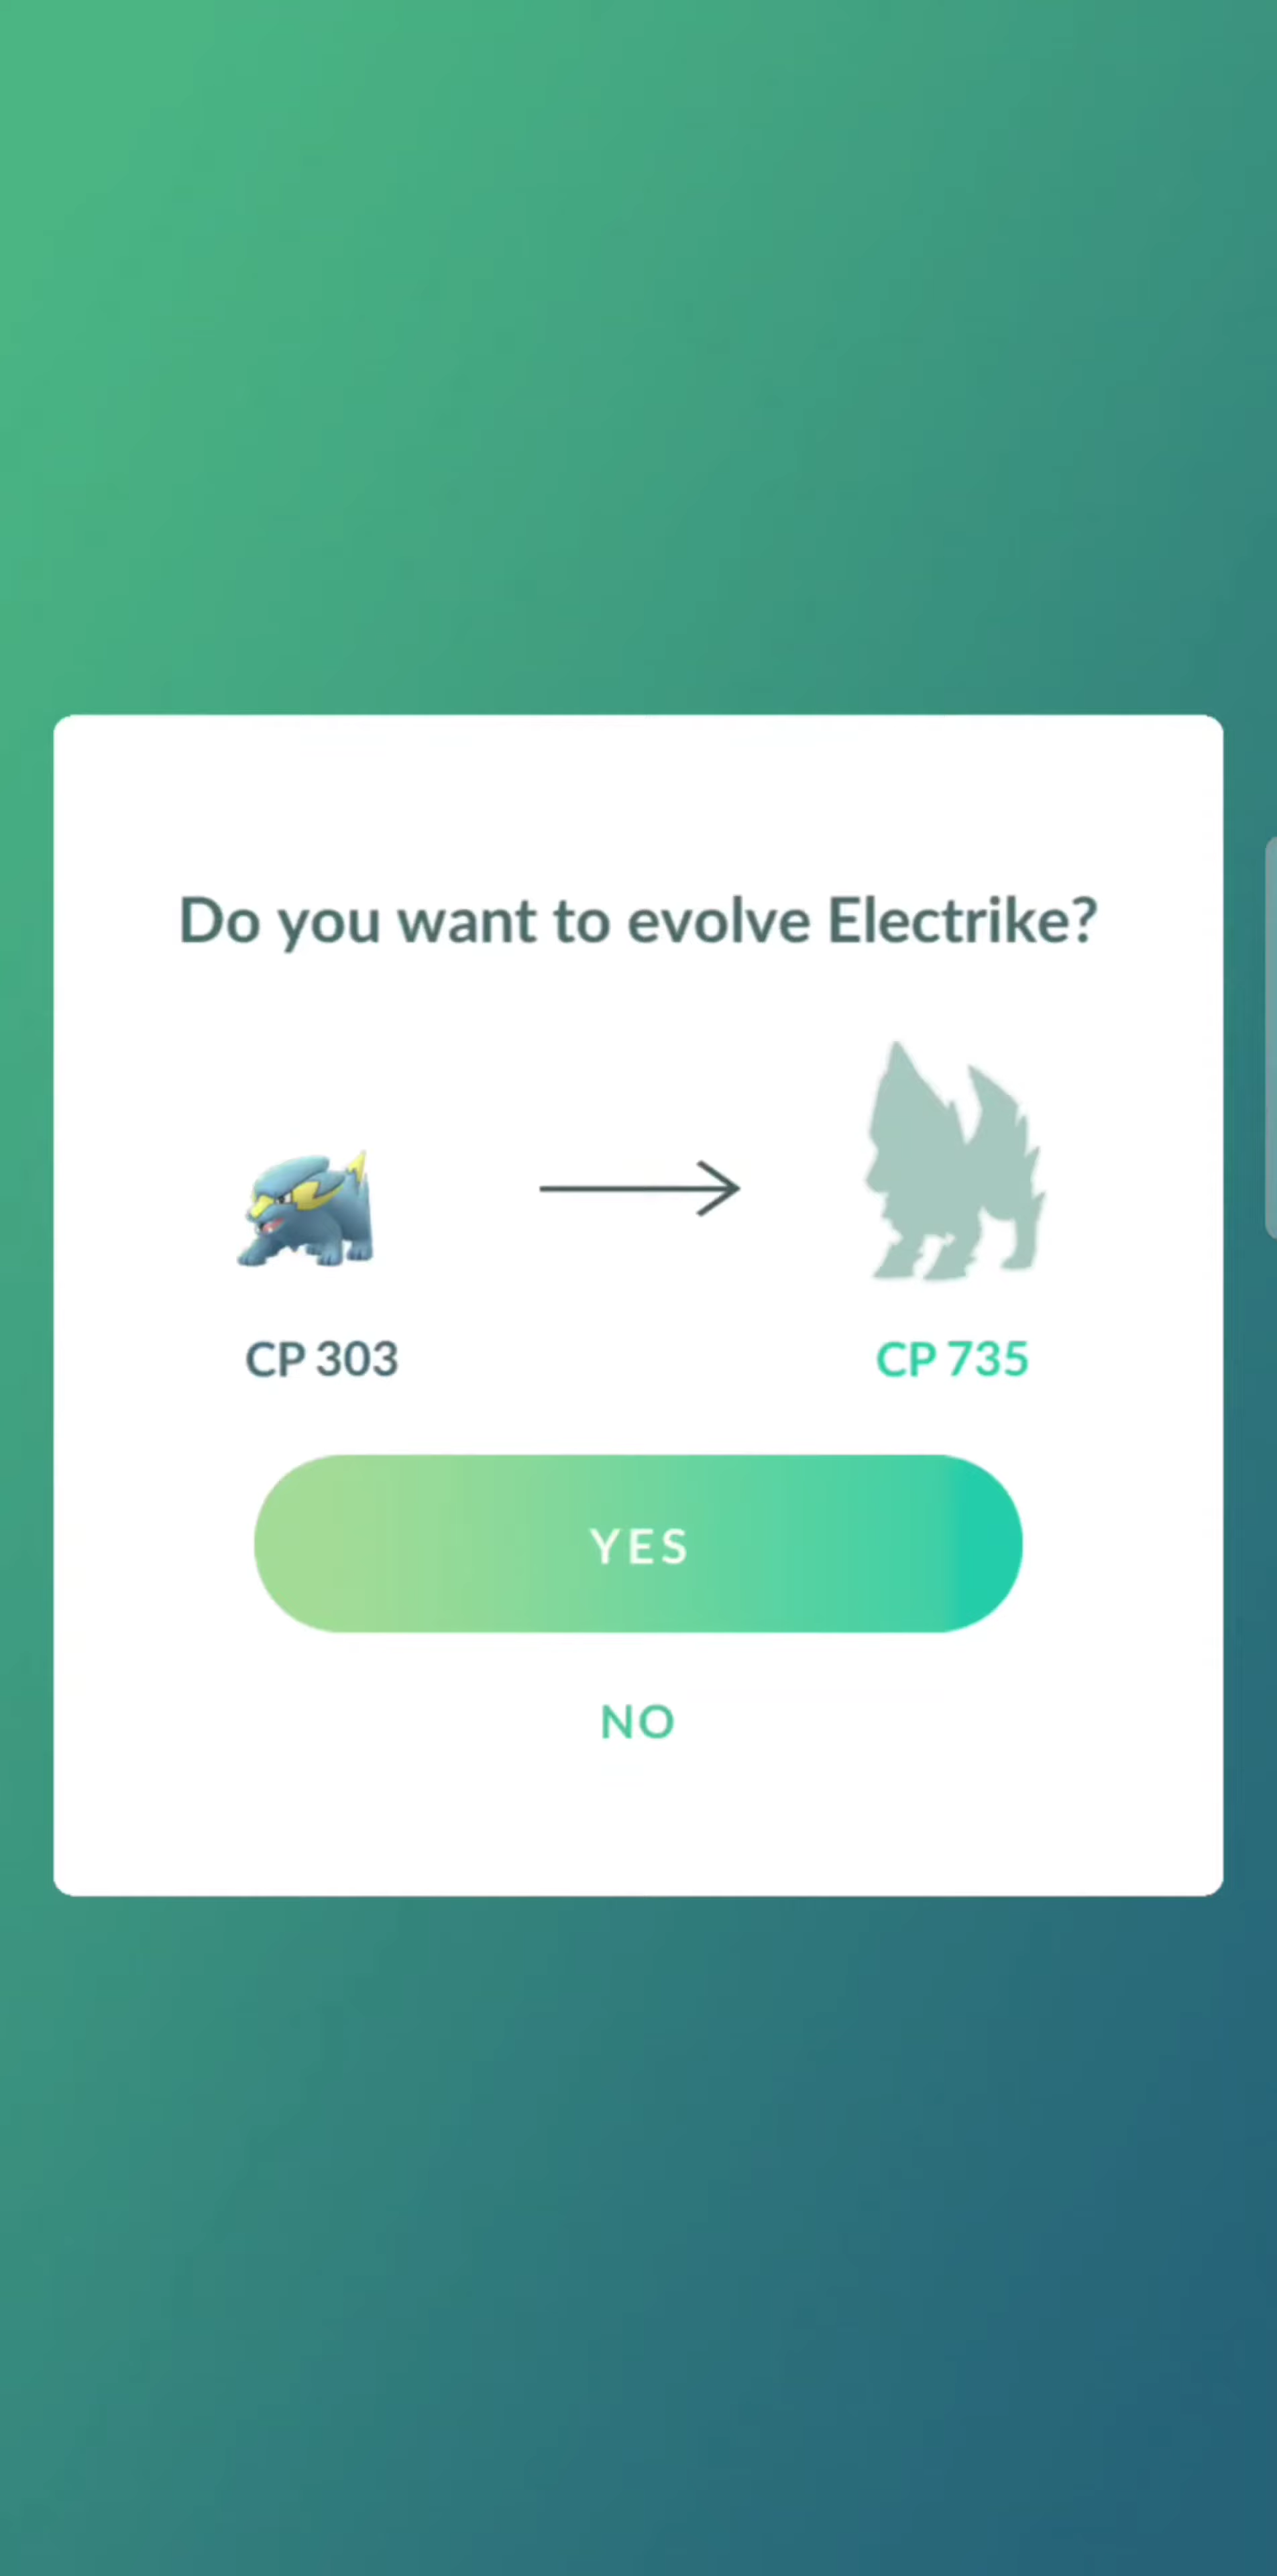 Do you want to evolve Electrike?
CP 303
CP 735
YES
NO